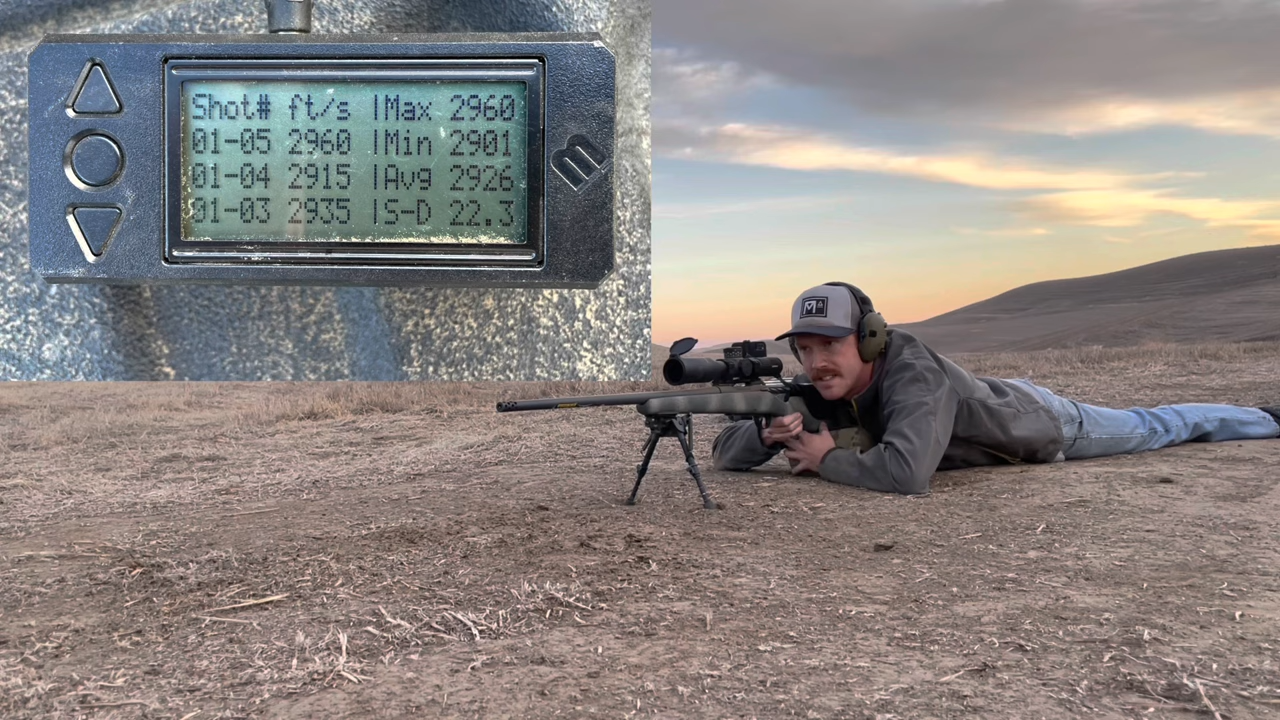 Shot# ft/s |Max 2960
01-05 2960 |Min 2901
01-04 2915 |Avg 2926
01-03 2935 |S-D 22.3
m